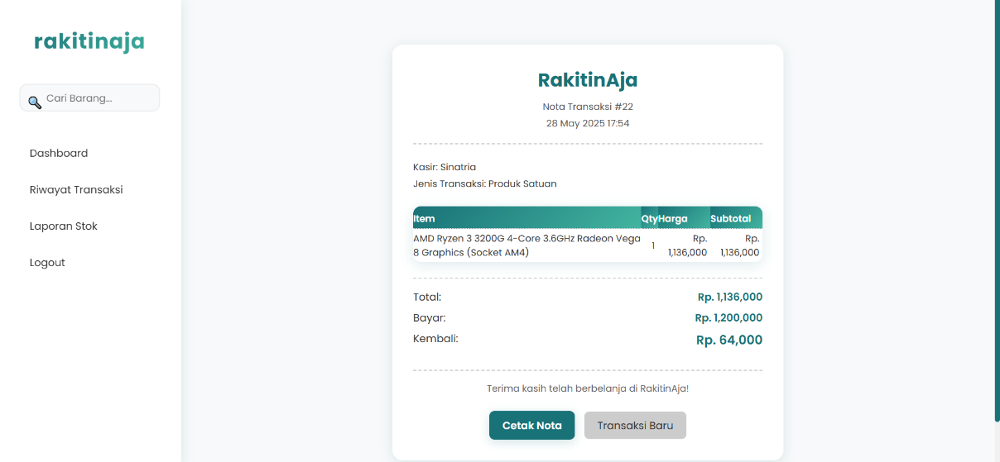 rakitinaja
Cari Barang...
Dashboard
Riwayat Transaksi
Laporan Stok
Logout
RakitinAja
Nota Transaksi #22
28 May 2025 17:54
Kasir: Sinatria
Jenis Transaksi: Produk Satuan
Item Qty Harga Subtotal
AMD Ryzen 3 3200G 4-Core 3.6GHz Radeon Vega
8 Graphics (Socket AM4)
1
Rp.
1,136,000
Rp.
1,136,000
Total: Rp. 1,136,000
Bayar: Rp. 1,200,000
Kembali: Rp. 64,000
Terima kasih telah berbelanja di RakitinAja!
Cetak Nota Transaksi Baru